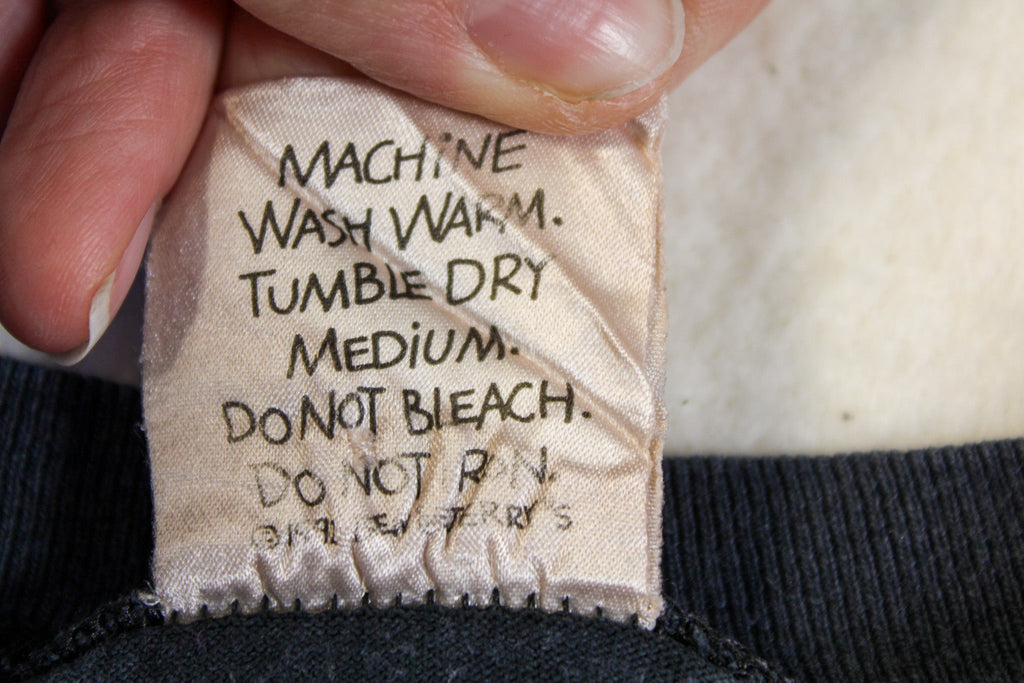 MACHiNE
WASH WARM.
TUMBLE DRY
MEDiUM.
DO NOT BLEACH.
DO NOT